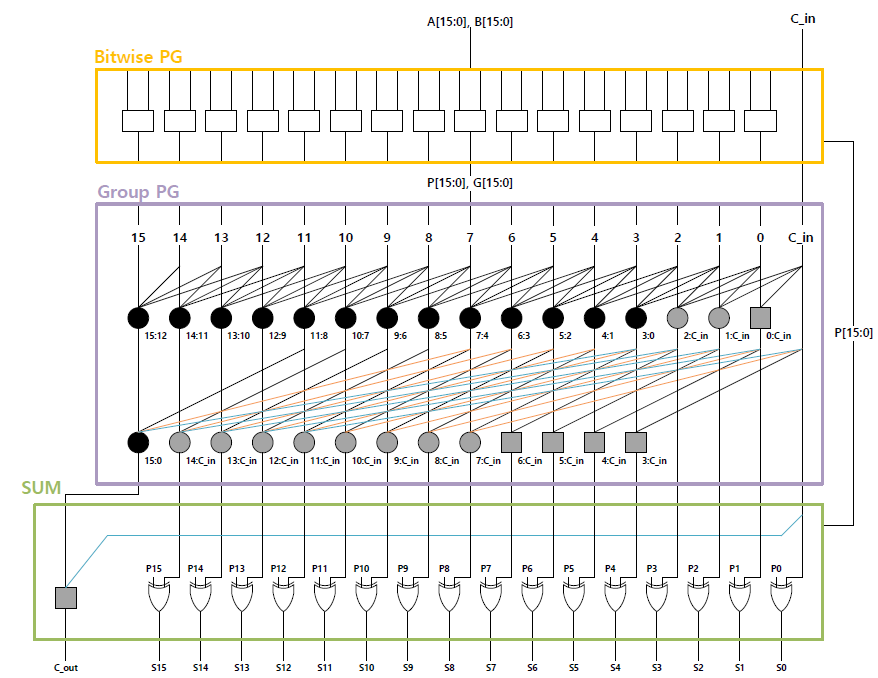 A[15:0], B[15:0] C_in
Bitwise PG
P[15:0], G[15:0]
Group PG
15 14 13 12 11 10 9 8 7 6 5 4 3 2 1 0 C_in
15:12 14:11 13:10 12:9 11:8 10:7 9:6 8:5 7:4 6:3 5:2 4:1 3:0 2:C_in 1:C_in 0:C_in
P[15:0]
15:0 14:C_in 13:C_in 12:C_in 11:C_in 10:C_in 9:C_in 8:C_in 7:C_in 6:C_in 5:C_in 4:C_in 3:C_in
SUM
P15 P14 P13 P12 P11 P10 P9 P8 P7 P6 P5 P4 P3 P2 P1 P0
C_out S15 S14 S13 S12 S11 S10 S9 S8 S7 S6 S5 S4 S3 S2 S1 S0